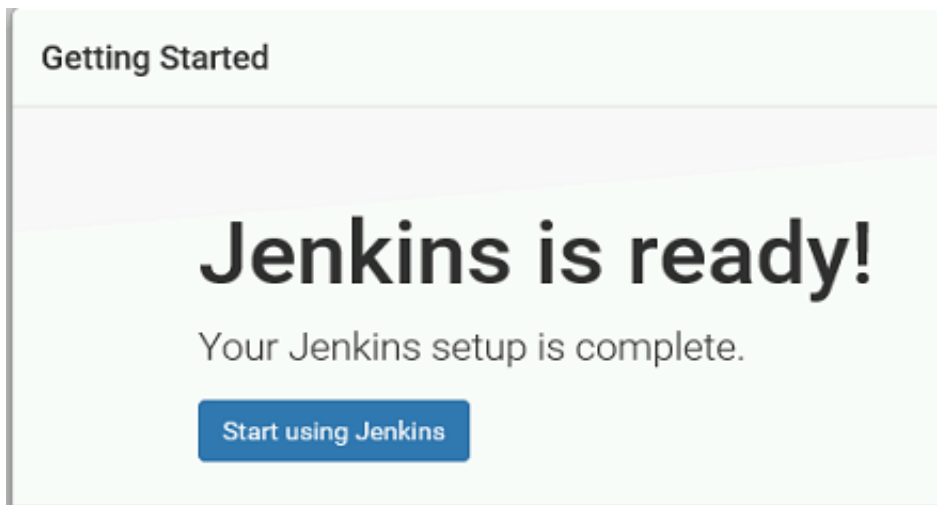 Getting Started
Jenkins is ready!
Your Jenkins setup is complete.
Start using Jenkins